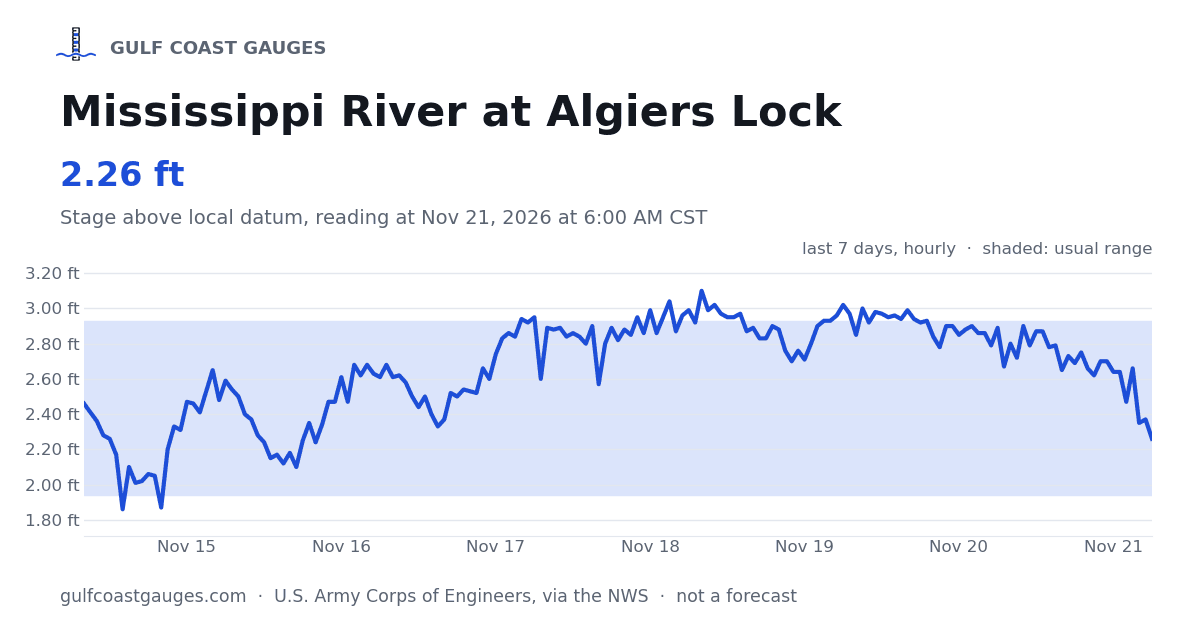 GULF COAST GAUGES
Mississippi River at Algiers Lock
2.26 ft
Stage above local datum, reading at Nov 21, 2026 at 6:00 AM CST
last 7 days, hourly · shaded: usual range
3.20 ft
3.00 ft
2.80 ft
2.60 ft
2.40 ft
2.20 ft
2.00 ft
1.80 ft
Nov 15 Nov 16 Nov 17 Nov 18 Nov 19 Nov 20 Nov 21
gulfcoastgauges.com · U.S. Army Corps of Engineers, via the NWS · not a forecast